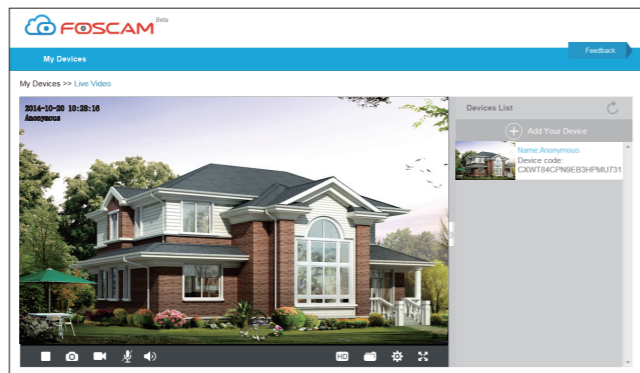 FOSCAM Beta
Feedback
My Devices
My Devices >> Live Video
2014-10-20 10:28:16
Anonymous
Devices List
Add Your Device
Name:Anonymous
Device code:
CXWT84CPN9EB3HPMU731
HD